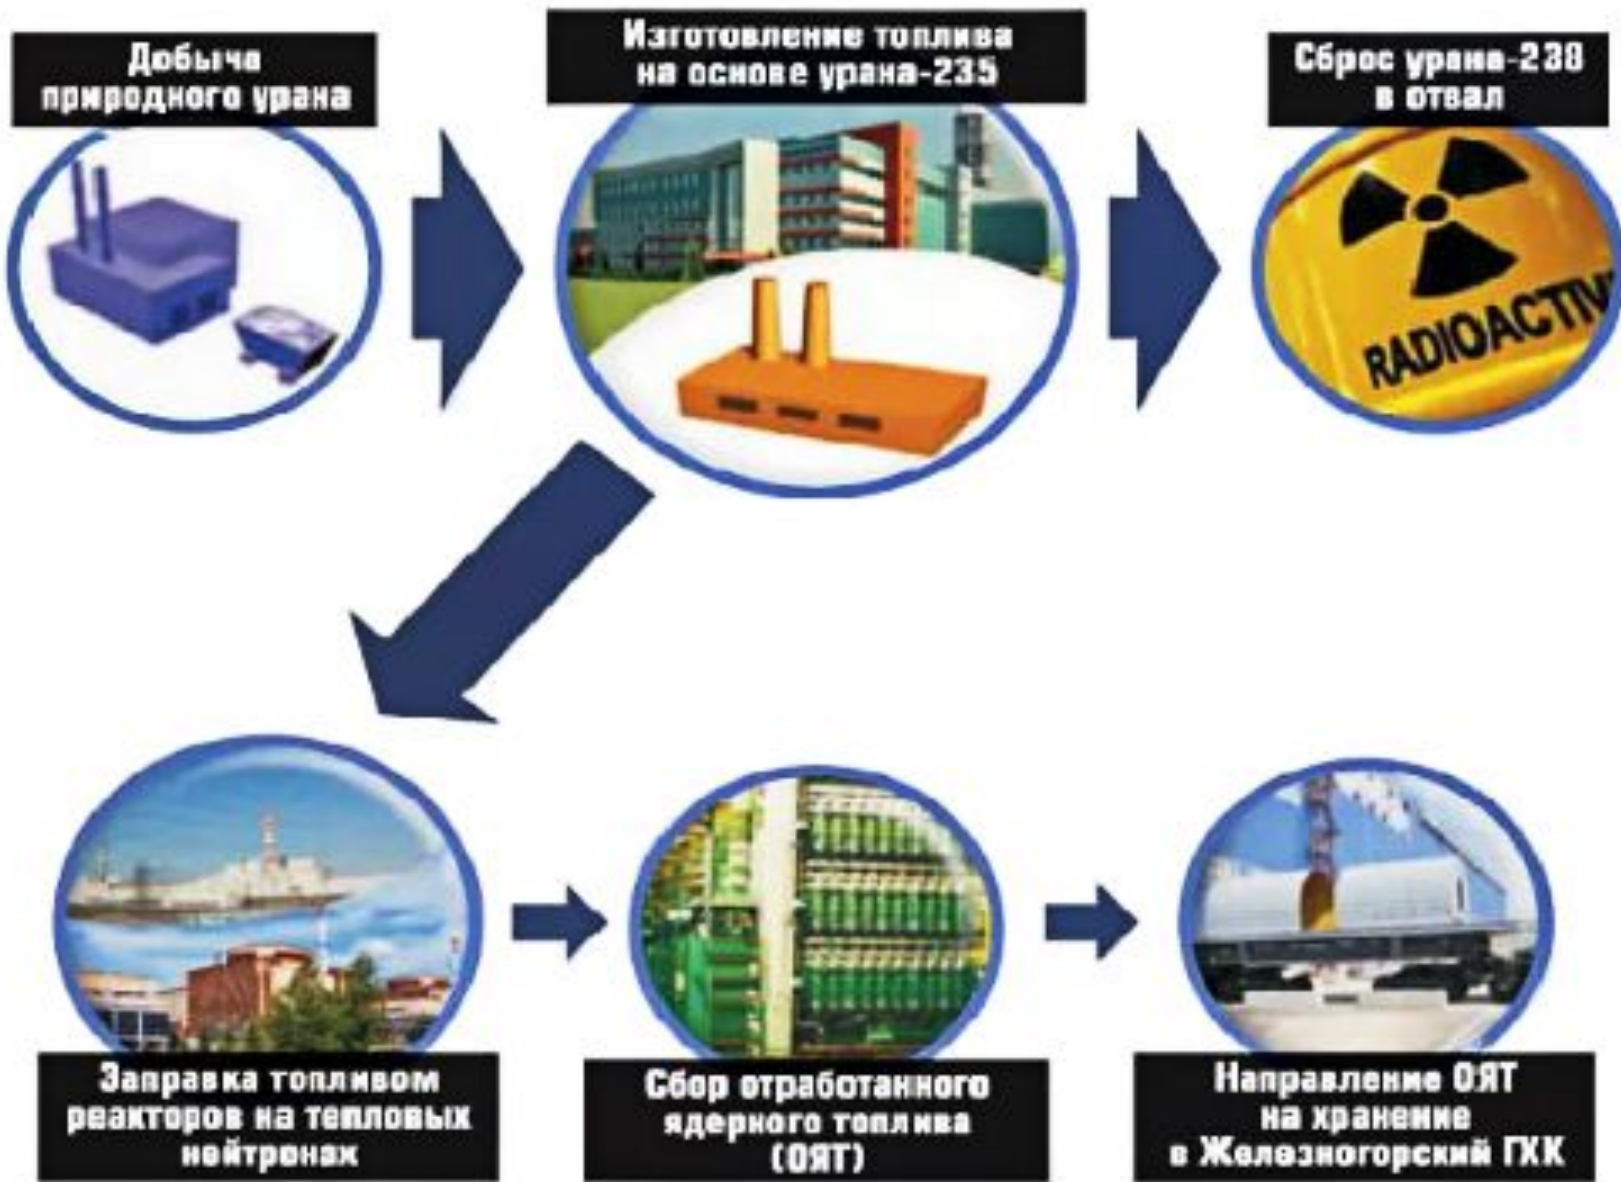 Добыча
природного урана
Изготовление топлива
на основе урана-235
Сброс урана-238
в отвал
RADIOACTIV
Заправка топливом
реакторов на тепловых
нейтронах
Сбор отработанного
ядерного топлива
(ОЯТ)
Направление ОЯТ
на хранение
в Железногорский ГХК